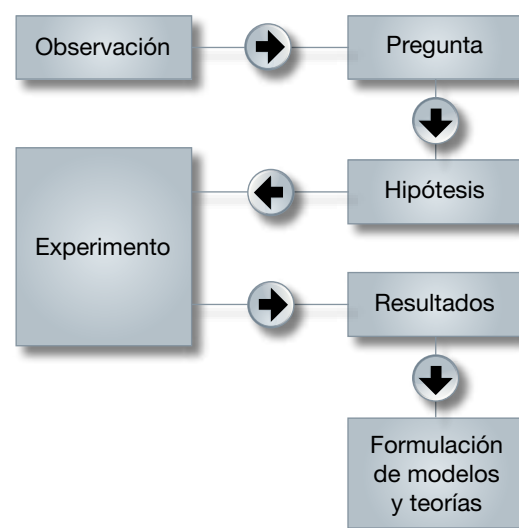 Observación
Pregunta
Hipótesis
Experimento
Resultados
Formulación
de modelos
y teorías